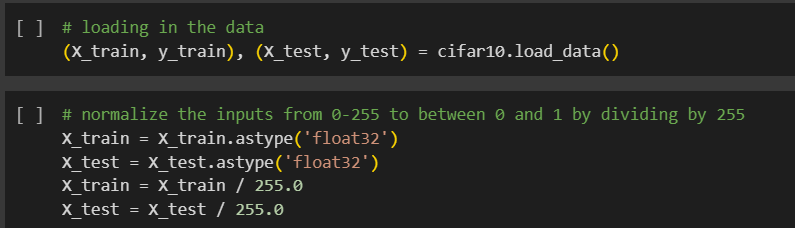 [ ] # loading in the data
(X_train, y_train), (X_test, y_test) = cifar10.load_data()
[ ] # normalize the inputs from 0-255 to between 0 and 1 by dividing by 255
X_train = X_train.astype('float32')
X_test = X_test.astype('float32')
X_train = X_train / 255.0
X_test = X_test / 255.0